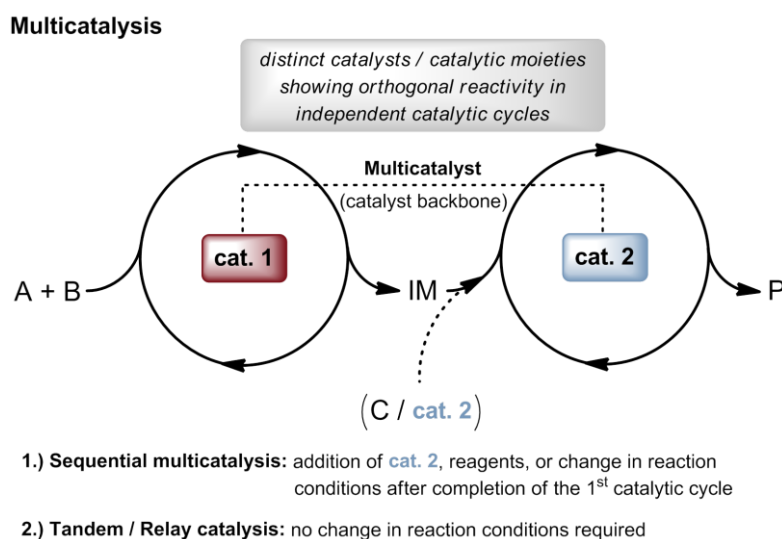 Multicatalysis
distinct catalysts / catalytic moieties
showing orthogonal reactivity in
independent catalytic cycles
Multicatalyst
(catalyst backbone)
cat. 1
cat. 2
A + B
IM
P
(C / cat. 2)
1.) Sequential multicatalysis: addition of cat. 2, reagents, or change in reaction
conditions after completion of the 1st catalytic cycle
2.) Tandem / Relay catalysis: no change in reaction conditions required